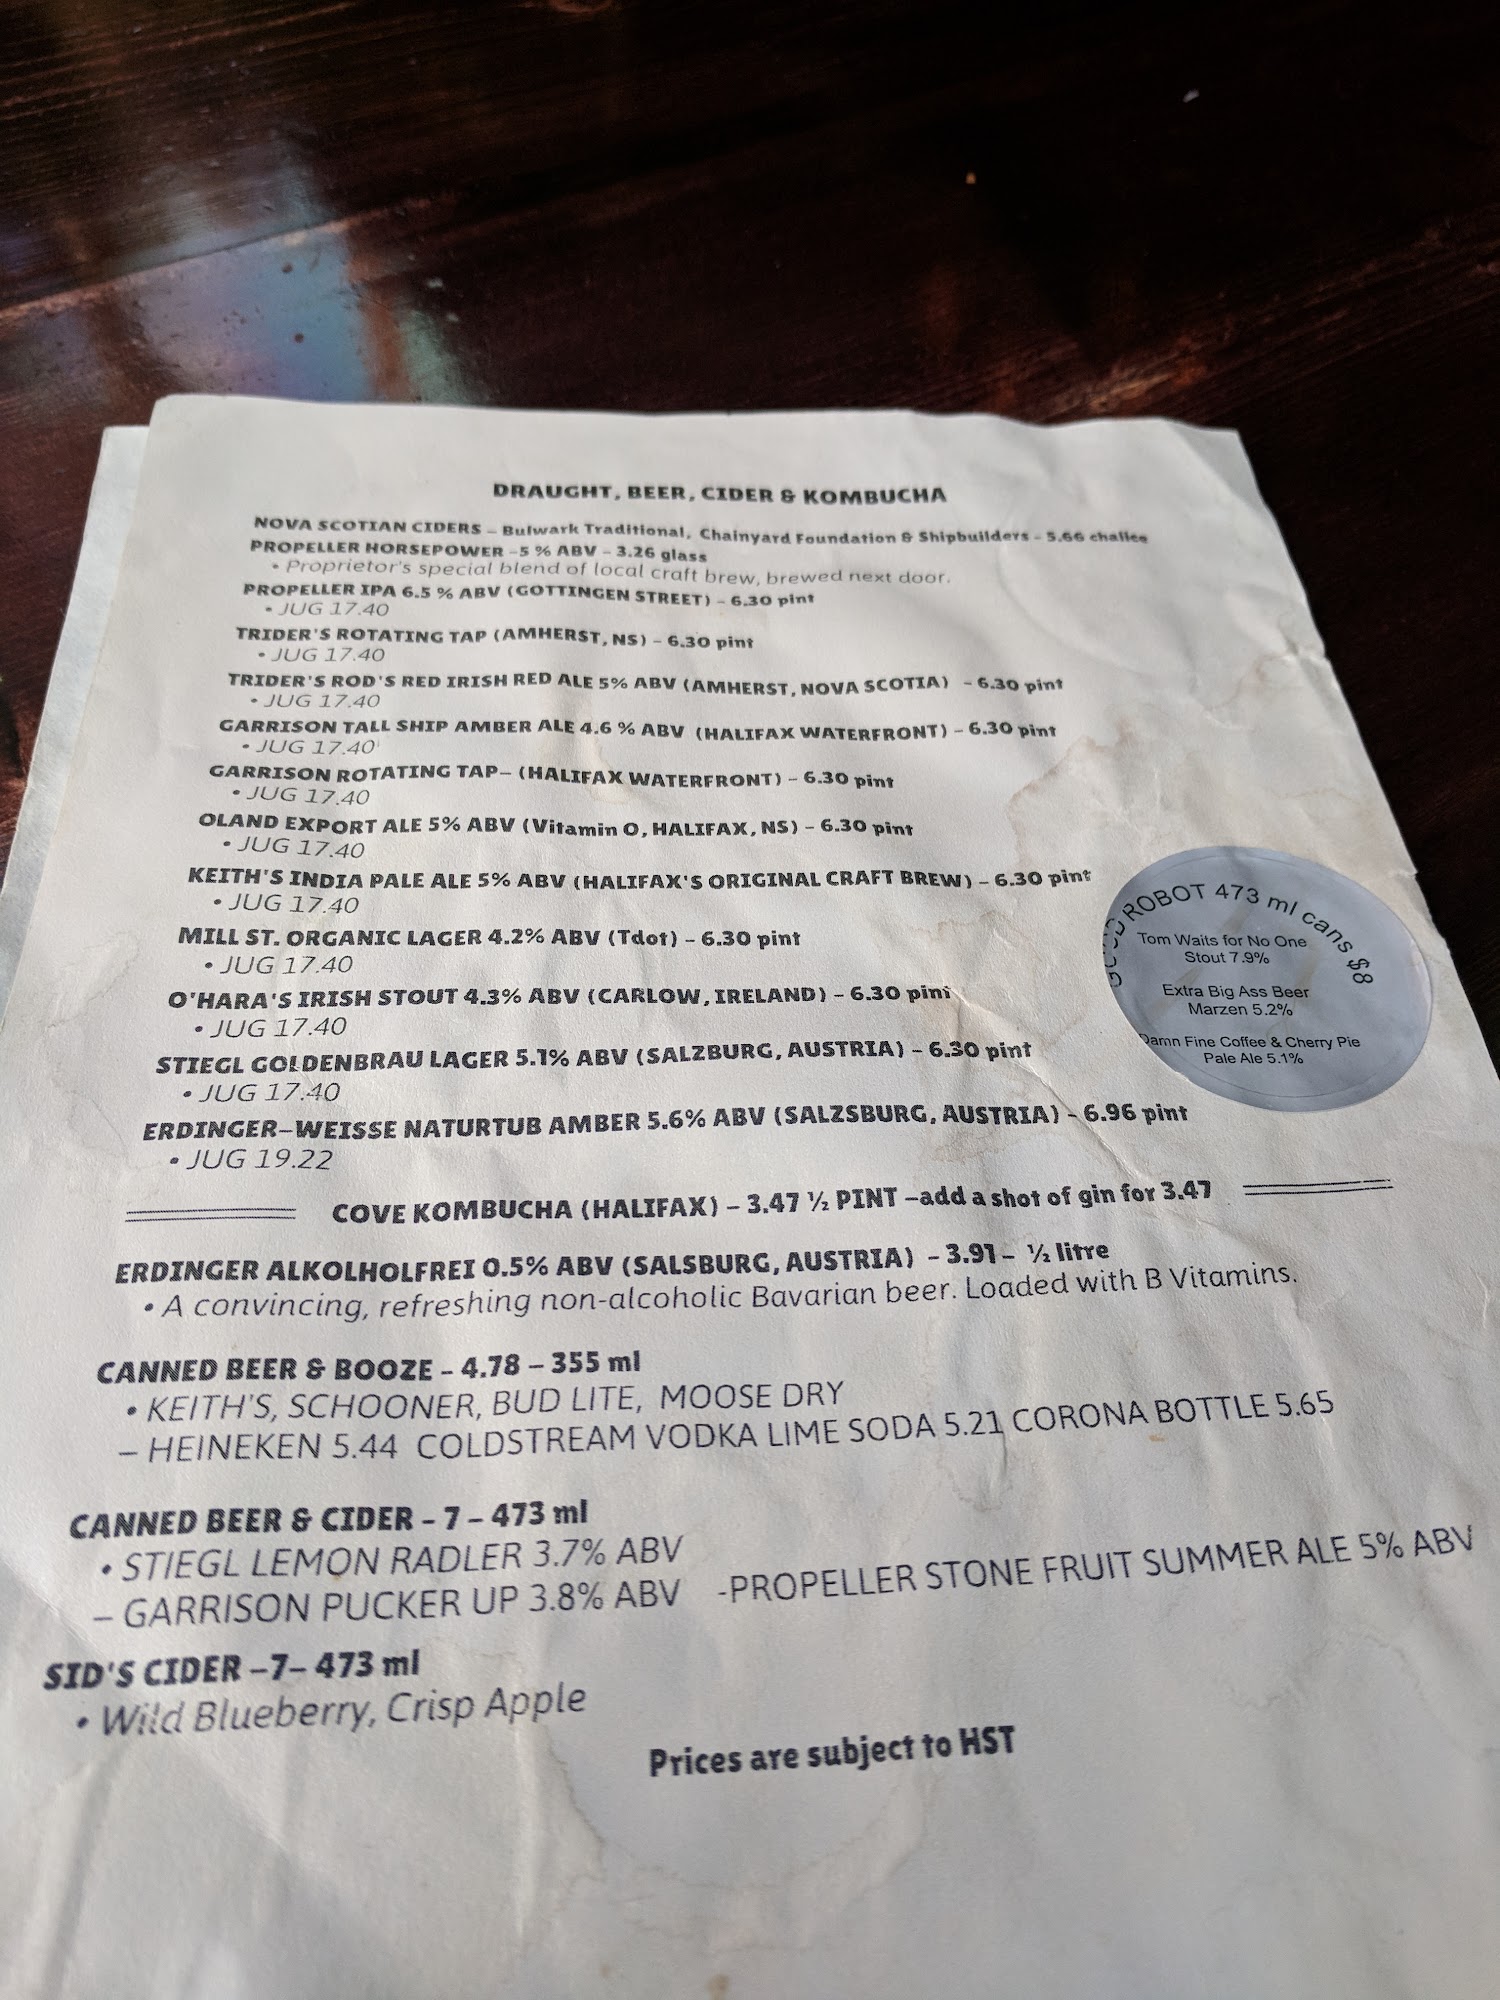 DRAUGHT, BEER, CIDER & KOMBUCHA
NOVA SCOTIAN CIDERS – Bulwark Traditional, Chainyard Foundation & Shipbuilders - 5.66 chalice
PROPELLER HORSEPOWER –5 % ABV – 3.26 glass
• Proprietor's special blend of local craft brew, brewed next door.
PROPELLER IPA 6.5 % ABV (GOTTINGEN STREET) – 6.30 pint
• JUG 17.40
TRIDER'S ROTATING TAP (AMHERST, NS) – 6.30 pint
• JUG 17.40
TRIDER'S ROD'S RED IRISH RED ALE 5% ABV (AMHERST, NOVA SCOTIA) – 6.30 pint
• JUG 17.40
GARRISON TALL SHIP AMBER ALE 4.6 % ABV (HALIFAX WATERFRONT) – 6.30 pint
• JUG 17.40
GARRISON ROTATING TAP– (HALIFAX WATERFRONT) – 6.30 pint
• JUG 17.40
OLAND EXPORT ALE 5% ABV (Vitamin O, HALIFAX, NS) – 6.30 pint
• JUG 17.40
KEITH'S INDIA PALE ALE 5% ABV (HALIFAX'S ORIGINAL CRAFT BREW) – 6.30 pint
• JUG 17.40
MILL ST. ORGANIC LAGER 4.2% ABV (Tdot) – 6.30 pint
• JUG 17.40
O'HARA'S IRISH STOUT 4.3% ABV (CARLOW, IRELAND) – 6.30 pint
• JUG 17.40
STIEGL GOLDENBRAU LAGER 5.1% ABV (SALZBURG, AUSTRIA) – 6.30 pint
• JUG 17.40
ERDINGER–WEISSE NATURTUB AMBER 5.6% ABV (SALZSBURG, AUSTRIA) – 6.96 pint
• JUG 19.22
GOOD ROBOT 473 ml cans $8
Tom Waits for No One
Stout 7.9%
Extra Big Ass Beer
Marzen 5.2%
Damn Fine Coffee & Cherry Pie
Pale Ale 5.1%
COVE KOMBUCHA (HALIFAX) – 3.47 ½ PINT –add a shot of gin for 3.47
ERDINGER ALKOLHOLFREI 0.5% ABV (SALSBURG, AUSTRIA) – 3.91 – ½ litre
• A convincing, refreshing non-alcoholic Bavarian beer. Loaded with B Vitamins.
CANNED BEER & BOOZE – 4.78 – 355 ml
• KEITH'S, SCHOONER, BUD LITE, MOOSE DRY
– HEINEKEN 5.44 COLDSTREAM VODKA LIME SODA 5.21 CORONA BOTTLE 5.65
CANNED BEER & CIDER – 7 – 473 ml
• STIEGL LEMON RADLER 3.7% ABV
– GARRISON PUCKER UP 3.8% ABV -PROPELLER STONE FRUIT SUMMER ALE 5% ABV
SID'S CIDER –7– 473 ml
• Wild Blueberry, Crisp Apple
Prices are subject to HST